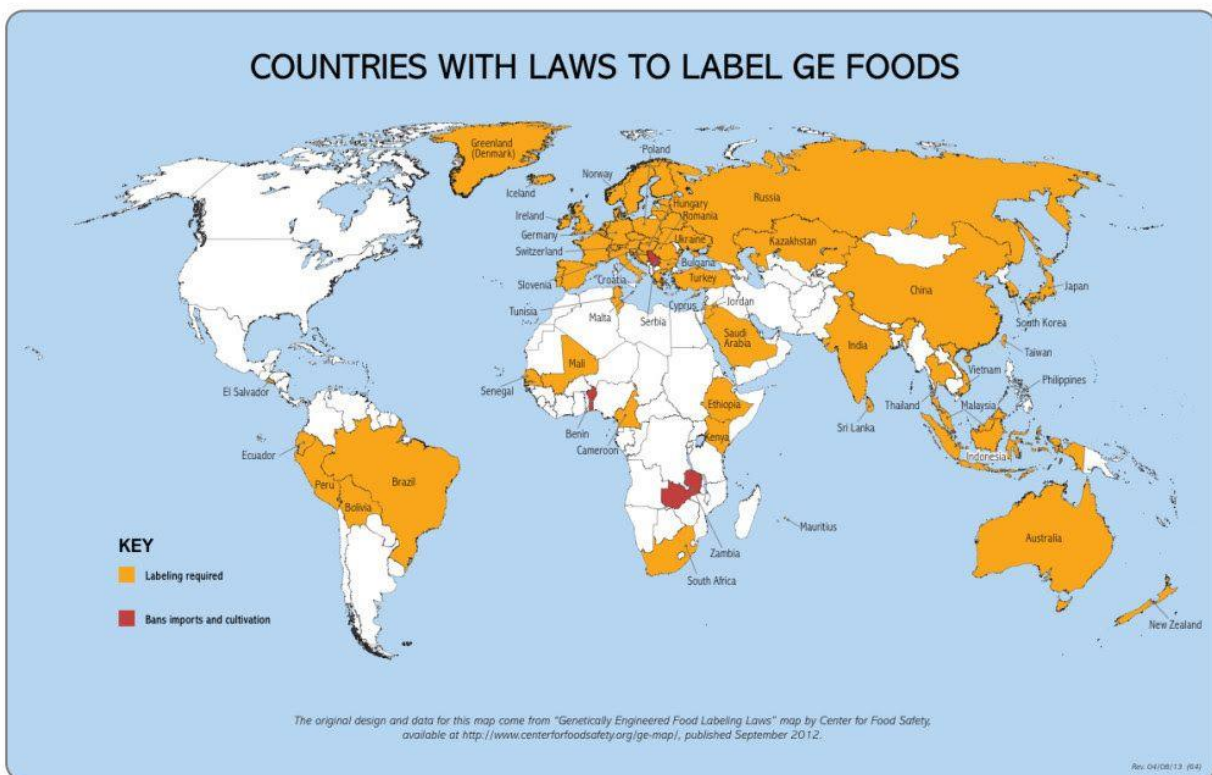 COUNTRIES WITH LAWS TO LABEL GE FOODS
Greenland
(Denmark)
Poland
Norway
Iceland
Hungary
Romania
Russia
Ireland
Germany
Ukraine
Kazakhstan
Switzerland
Bulgaria
Croatia
Turkey
Slovenia
China
Japan
Tunisia
Malta
Serbia
Cyprus
Jordan
South Korea
Saudi
Arabia
India
Taiwan
Mali
El Salvador
Senegal
Vietnam
Philippines
Ethiopia
Thailand
Malaysia
Benin
Sri Lanka
Kenya
Cameroon
Ecuador
Indonesia
Peru
Brazil
Bolivia
Mauritius
Australia
Zambia
South Africa
New Zealand
KEY
Labeling required
Bans imports and cultivation
The original design and data for this map come from "Genetically Engineered Food Labeling Laws" map by Center for Food Safety,
available at http://www.centerforfoodsafety.org/ge-map/, published September 2012.
Rev. 04/08/13 (04)